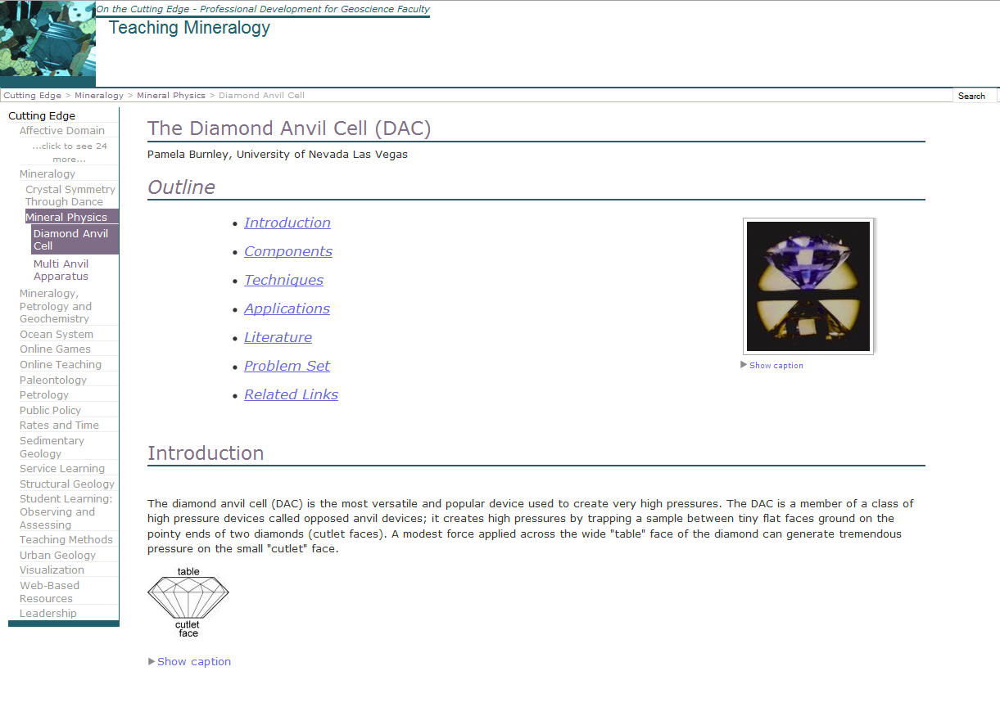 On the Cutting Edge - Professional Development for Geoscience Faculty
Teaching Mineralogy
Cutting Edge > Mineralogy > Mineral Physics > Diamond Anvil Cell
Search
Cutting Edge
Affective Domain
...click to see 24
more...
Mineralogy
Crystal Symmetry
Through Dance
Mineral Physics
Diamond Anvil
Cell
Multi Anvil
Apparatus
Mineralogy,
Petrology and
Geochemistry
Ocean System
Online Games
Online Teaching
Paleontology
Petrology
Public Policy
Rates and Time
Sedimentary
Geology
Service Learning
Structural Geology
Student Learning:
Observing and
Assessing
Teaching Methods
Urban Geology
Visualization
Web-Based
Resources
Leadership
The Diamond Anvil Cell (DAC)
Pamela Burnley, University of Nevada Las Vegas
Outline
• Introduction
• Components
• Techniques
• Applications
• Literature
• Problem Set
• Related Links
Show caption
Introduction
The diamond anvil cell (DAC) is the most versatile and popular device used to create very high pressures. The DAC is a member of a class of
high pressure devices called opposed anvil devices; it creates high pressures by trapping a sample between tiny flat faces ground on the
pointy ends of two diamonds (cutlet faces). A modest force applied across the wide "table" face of the diamond can generate tremendous
pressure on the small "cutlet" face.
table
cutlet
face
Show caption